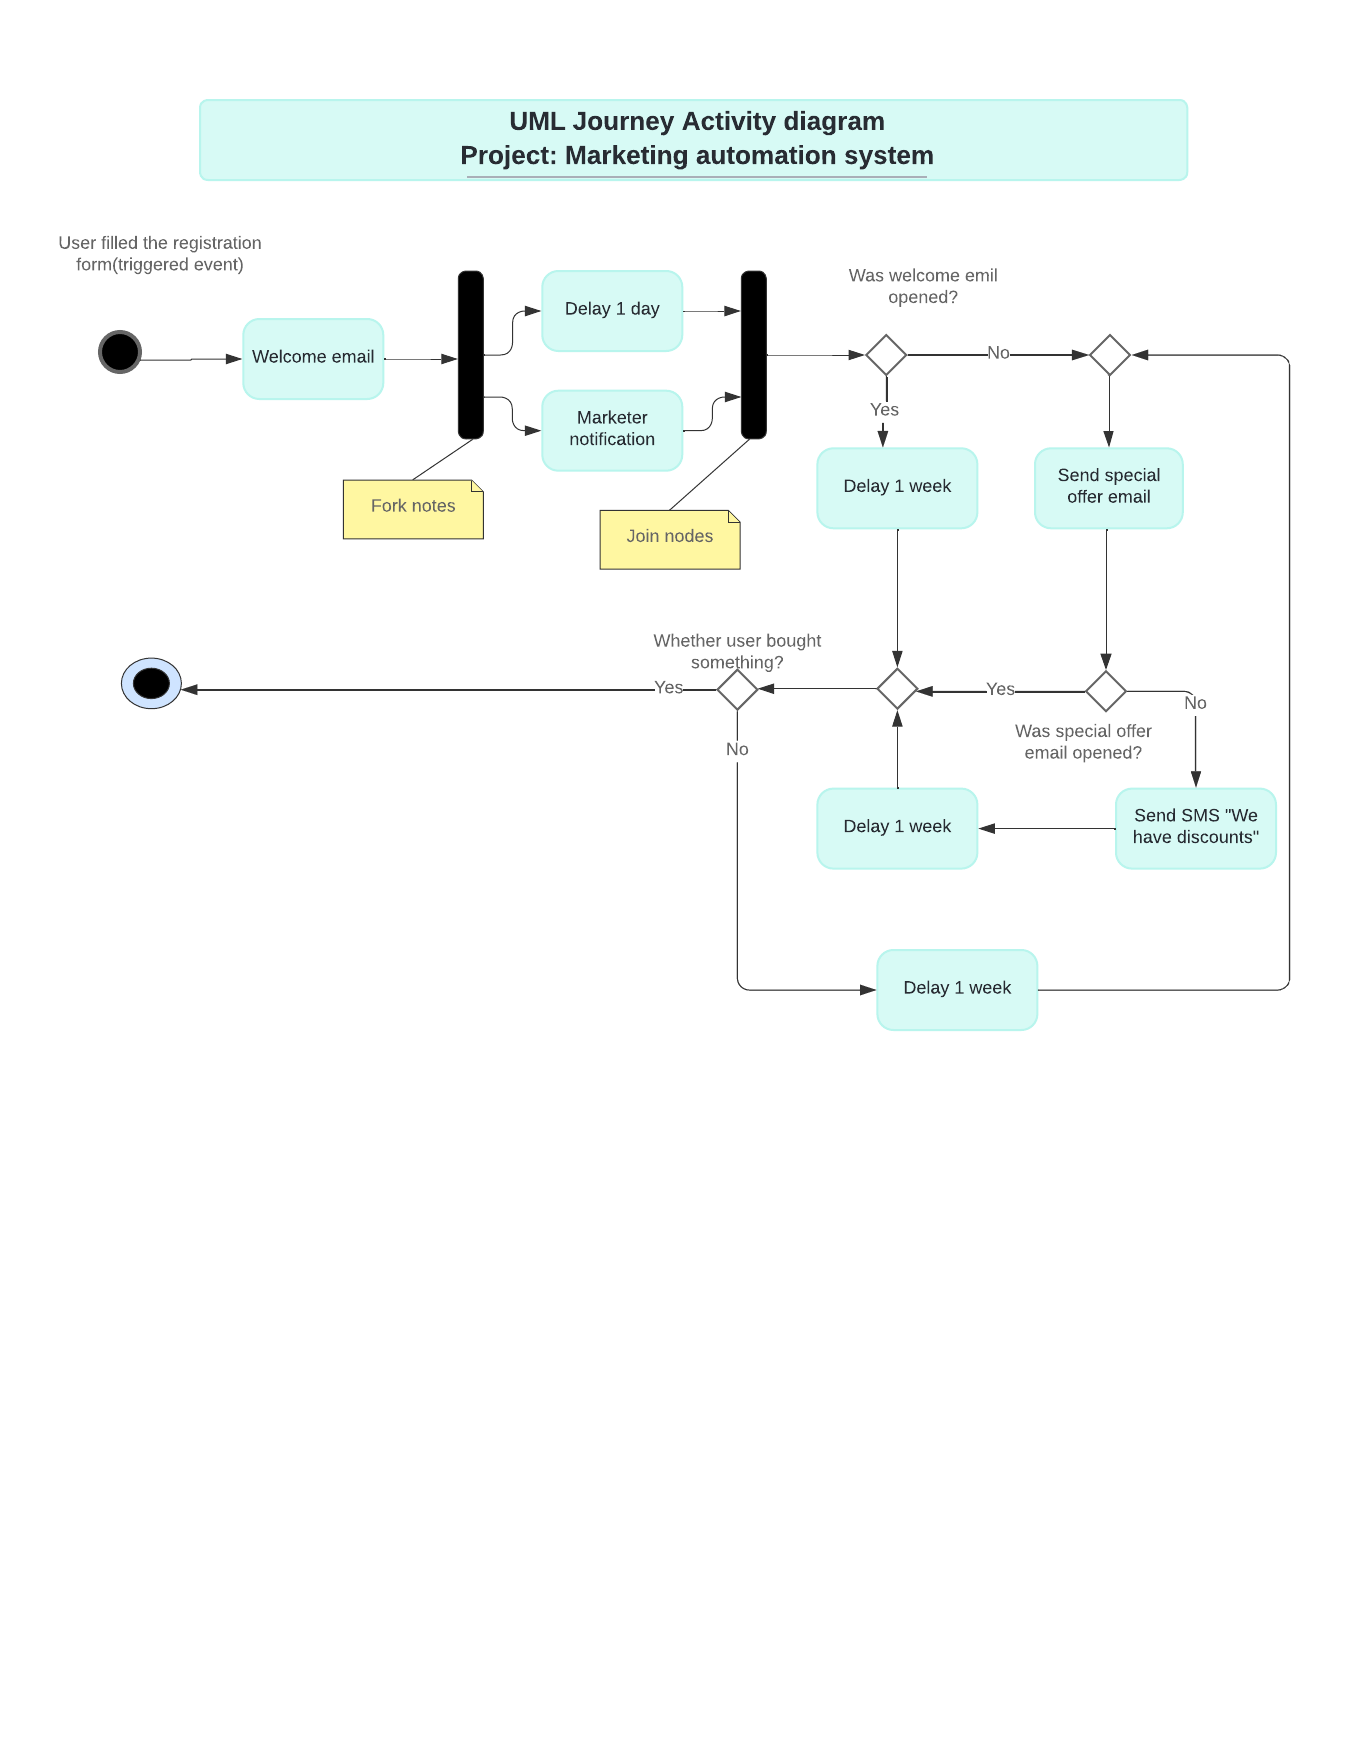 UML Journey Activity diagram
Project: Marketing automation system
User filled the registration
form(triggered event)
Welcome email
Delay 1 day
Marketer
notification
Fork notes
Join nodes
Was welcome emil
opened?
No
Yes
Delay 1 week
Send special
offer email
Whether user bought
something?
Yes
Yes
No
Was special offer
email opened?
No
Delay 1 week
Send SMS "We
have discounts"
Delay 1 week